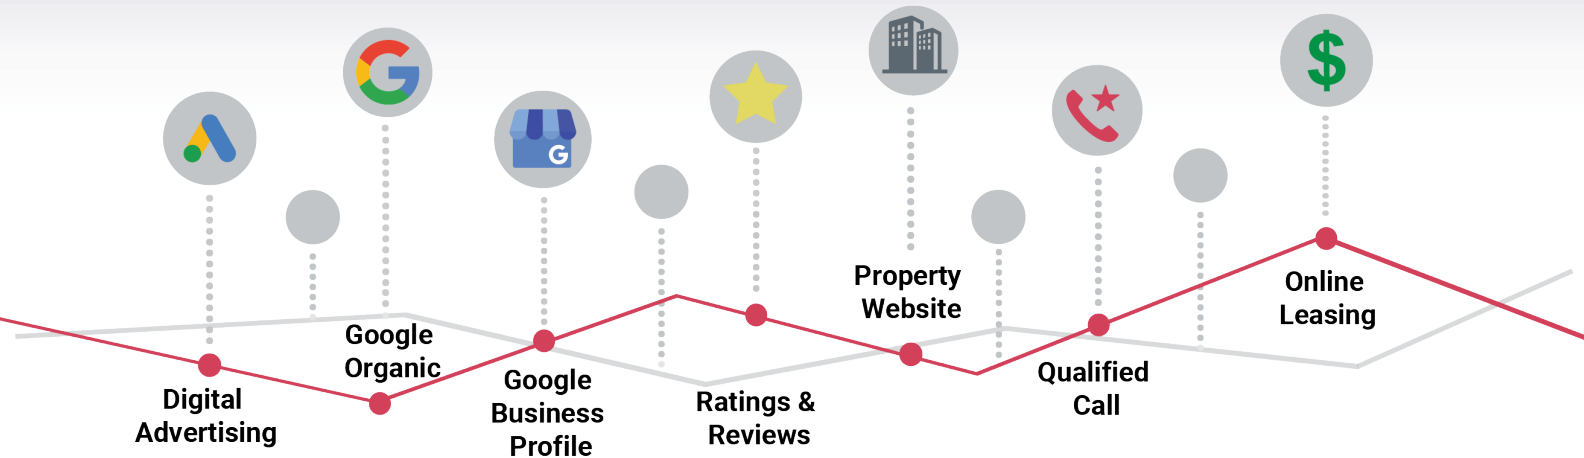 Digital
Advertising
Google
Organic
Google
Business
Profile
G
Ratings &
Reviews
Property
Website
Qualified
Call
$
Online
Leasing